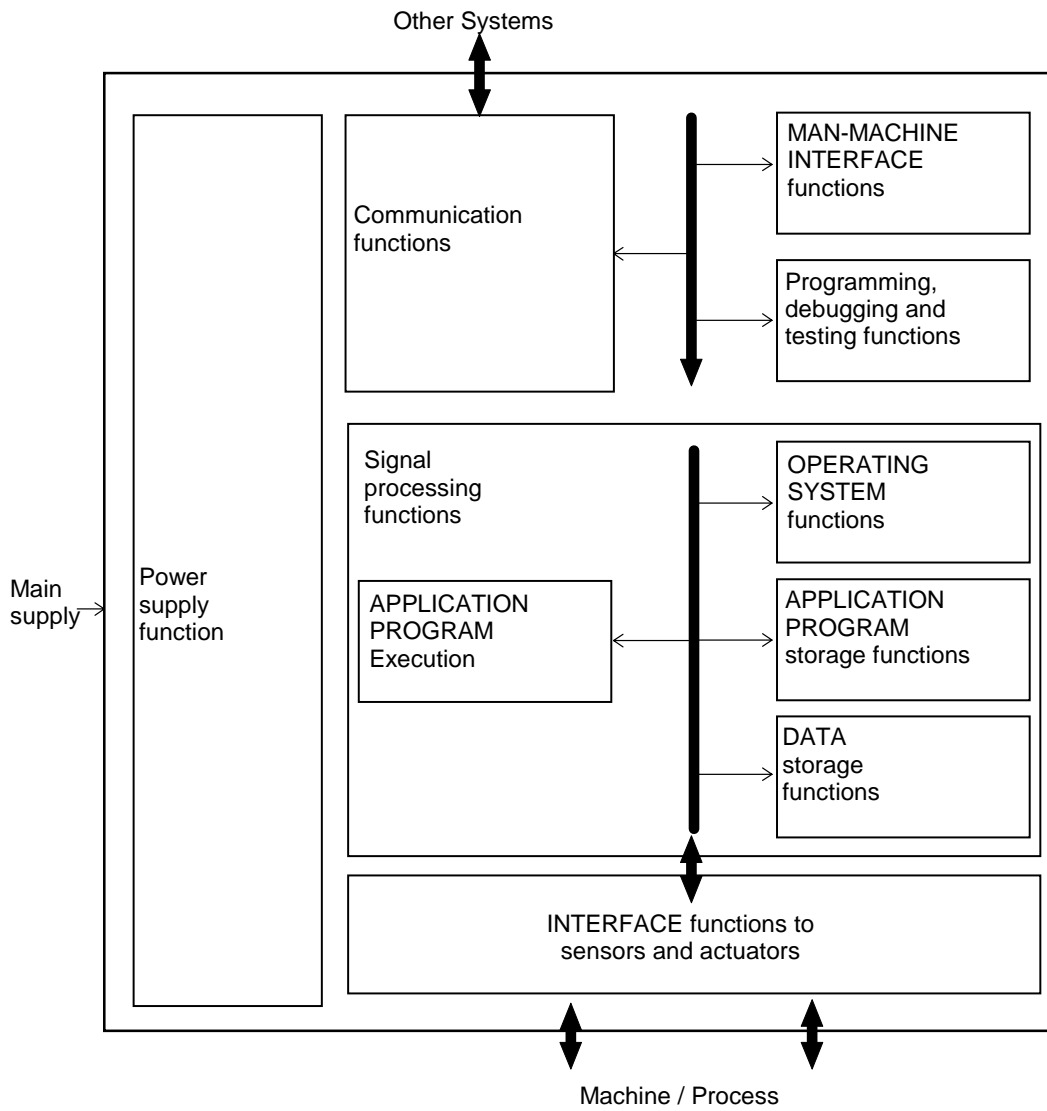 Other Systems
MAN-MACHINE
INTERFACE
functions
Communication
functions
Programming,
debugging and
testing functions
Signal
processing
functions
OPERATING
SYSTEM
functions
Main
supply
Power
supply
function
APPLICATION
PROGRAM
Execution
APPLICATION
PROGRAM
storage functions
DATA
storage
functions
INTERFACE functions to
sensors and actuators
Machine / Process